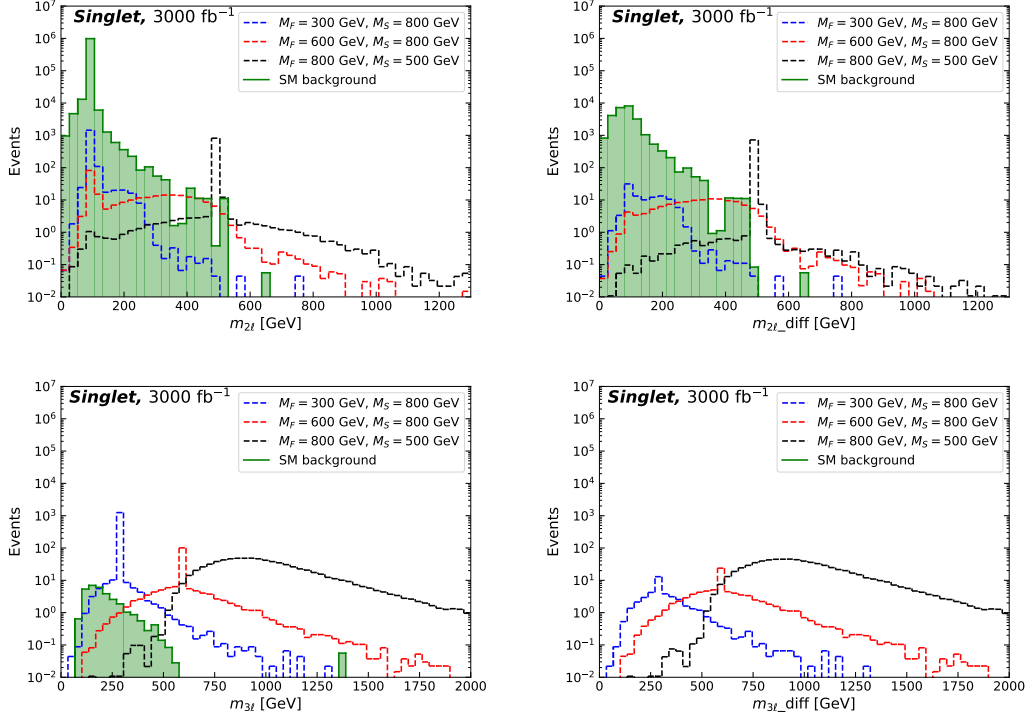 Singlet, 3000 fb⁻¹
M_F = 300 GeV, M_S = 800 GeV
M_F = 600 GeV, M_S = 800 GeV
M_F = 800 GeV, M_S = 500 GeV
SM background
Events
10⁷
10⁶
10⁵
10⁴
10³
10²
10¹
10⁰
10⁻¹
10⁻²
0 200 400 600 800 1000 1200
m_2ℓ [GeV]
Singlet, 3000 fb⁻¹
M_F = 300 GeV, M_S = 800 GeV
M_F = 600 GeV, M_S = 800 GeV
M_F = 800 GeV, M_S = 500 GeV
SM background
Events
10⁷
10⁶
10⁵
10⁴
10³
10²
10¹
10⁰
10⁻¹
10⁻²
0 200 400 600 800 1000 1200
m_2ℓ_diff [GeV]
Singlet, 3000 fb⁻¹
M_F = 300 GeV, M_S = 800 GeV
M_F = 600 GeV, M_S = 800 GeV
M_F = 800 GeV, M_S = 500 GeV
SM background
Events
10⁷
10⁶
10⁵
10⁴
10³
10²
10¹
10⁰
10⁻¹
10⁻²
0 250 500 750 1000 1250 1500 1750 2000
m_3ℓ [GeV]
Singlet, 3000 fb⁻¹
M_F = 300 GeV, M_S = 800 GeV
M_F = 600 GeV, M_S = 800 GeV
M_F = 800 GeV, M_S = 500 GeV
SM background
Events
10⁷
10⁶
10⁵
10⁴
10³
10²
10¹
10⁰
10⁻¹
10⁻²
0 250 500 750 1000 1250 1500 1750 2000
m_3ℓ_diff [GeV]